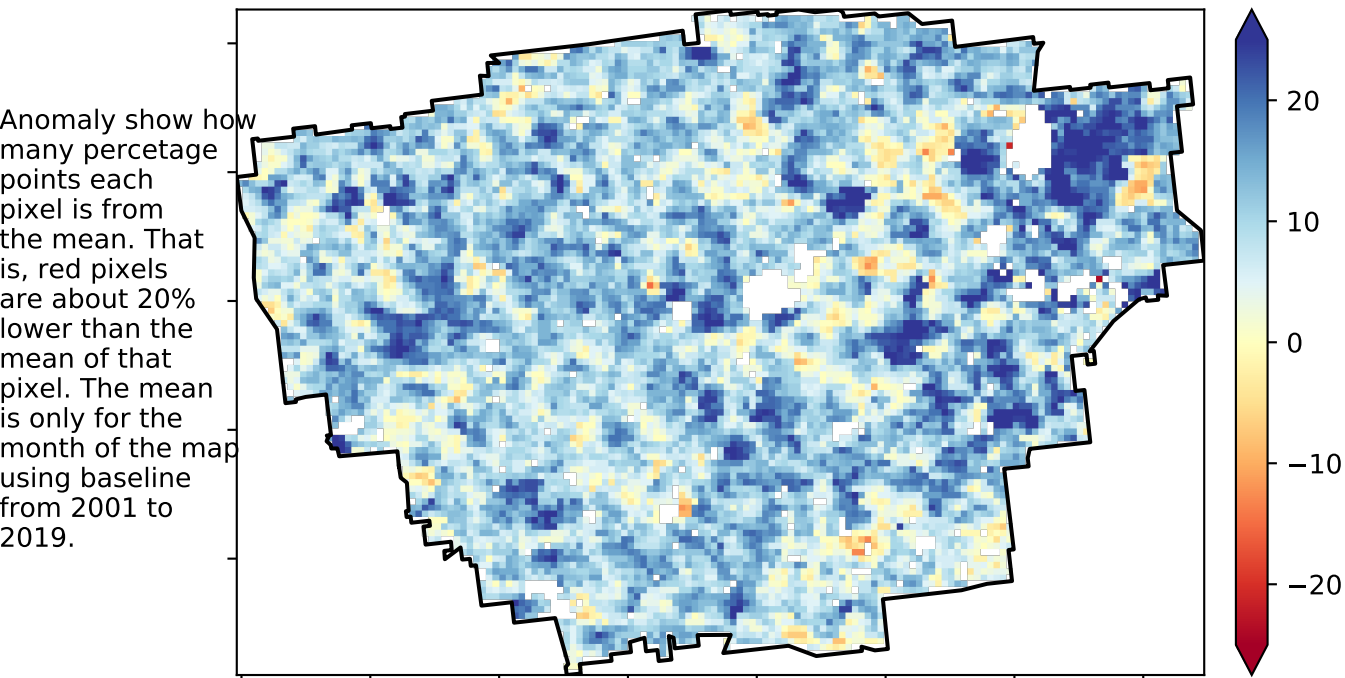 Anomaly show how
many percetage
points each
pixel is from
the mean. That
is, red pixels
are about 20%
lower than the
mean of that
pixel. The mean
is only for the
month of the map
using baseline
from 2001 to
2019.
20
10
0
−10
−20